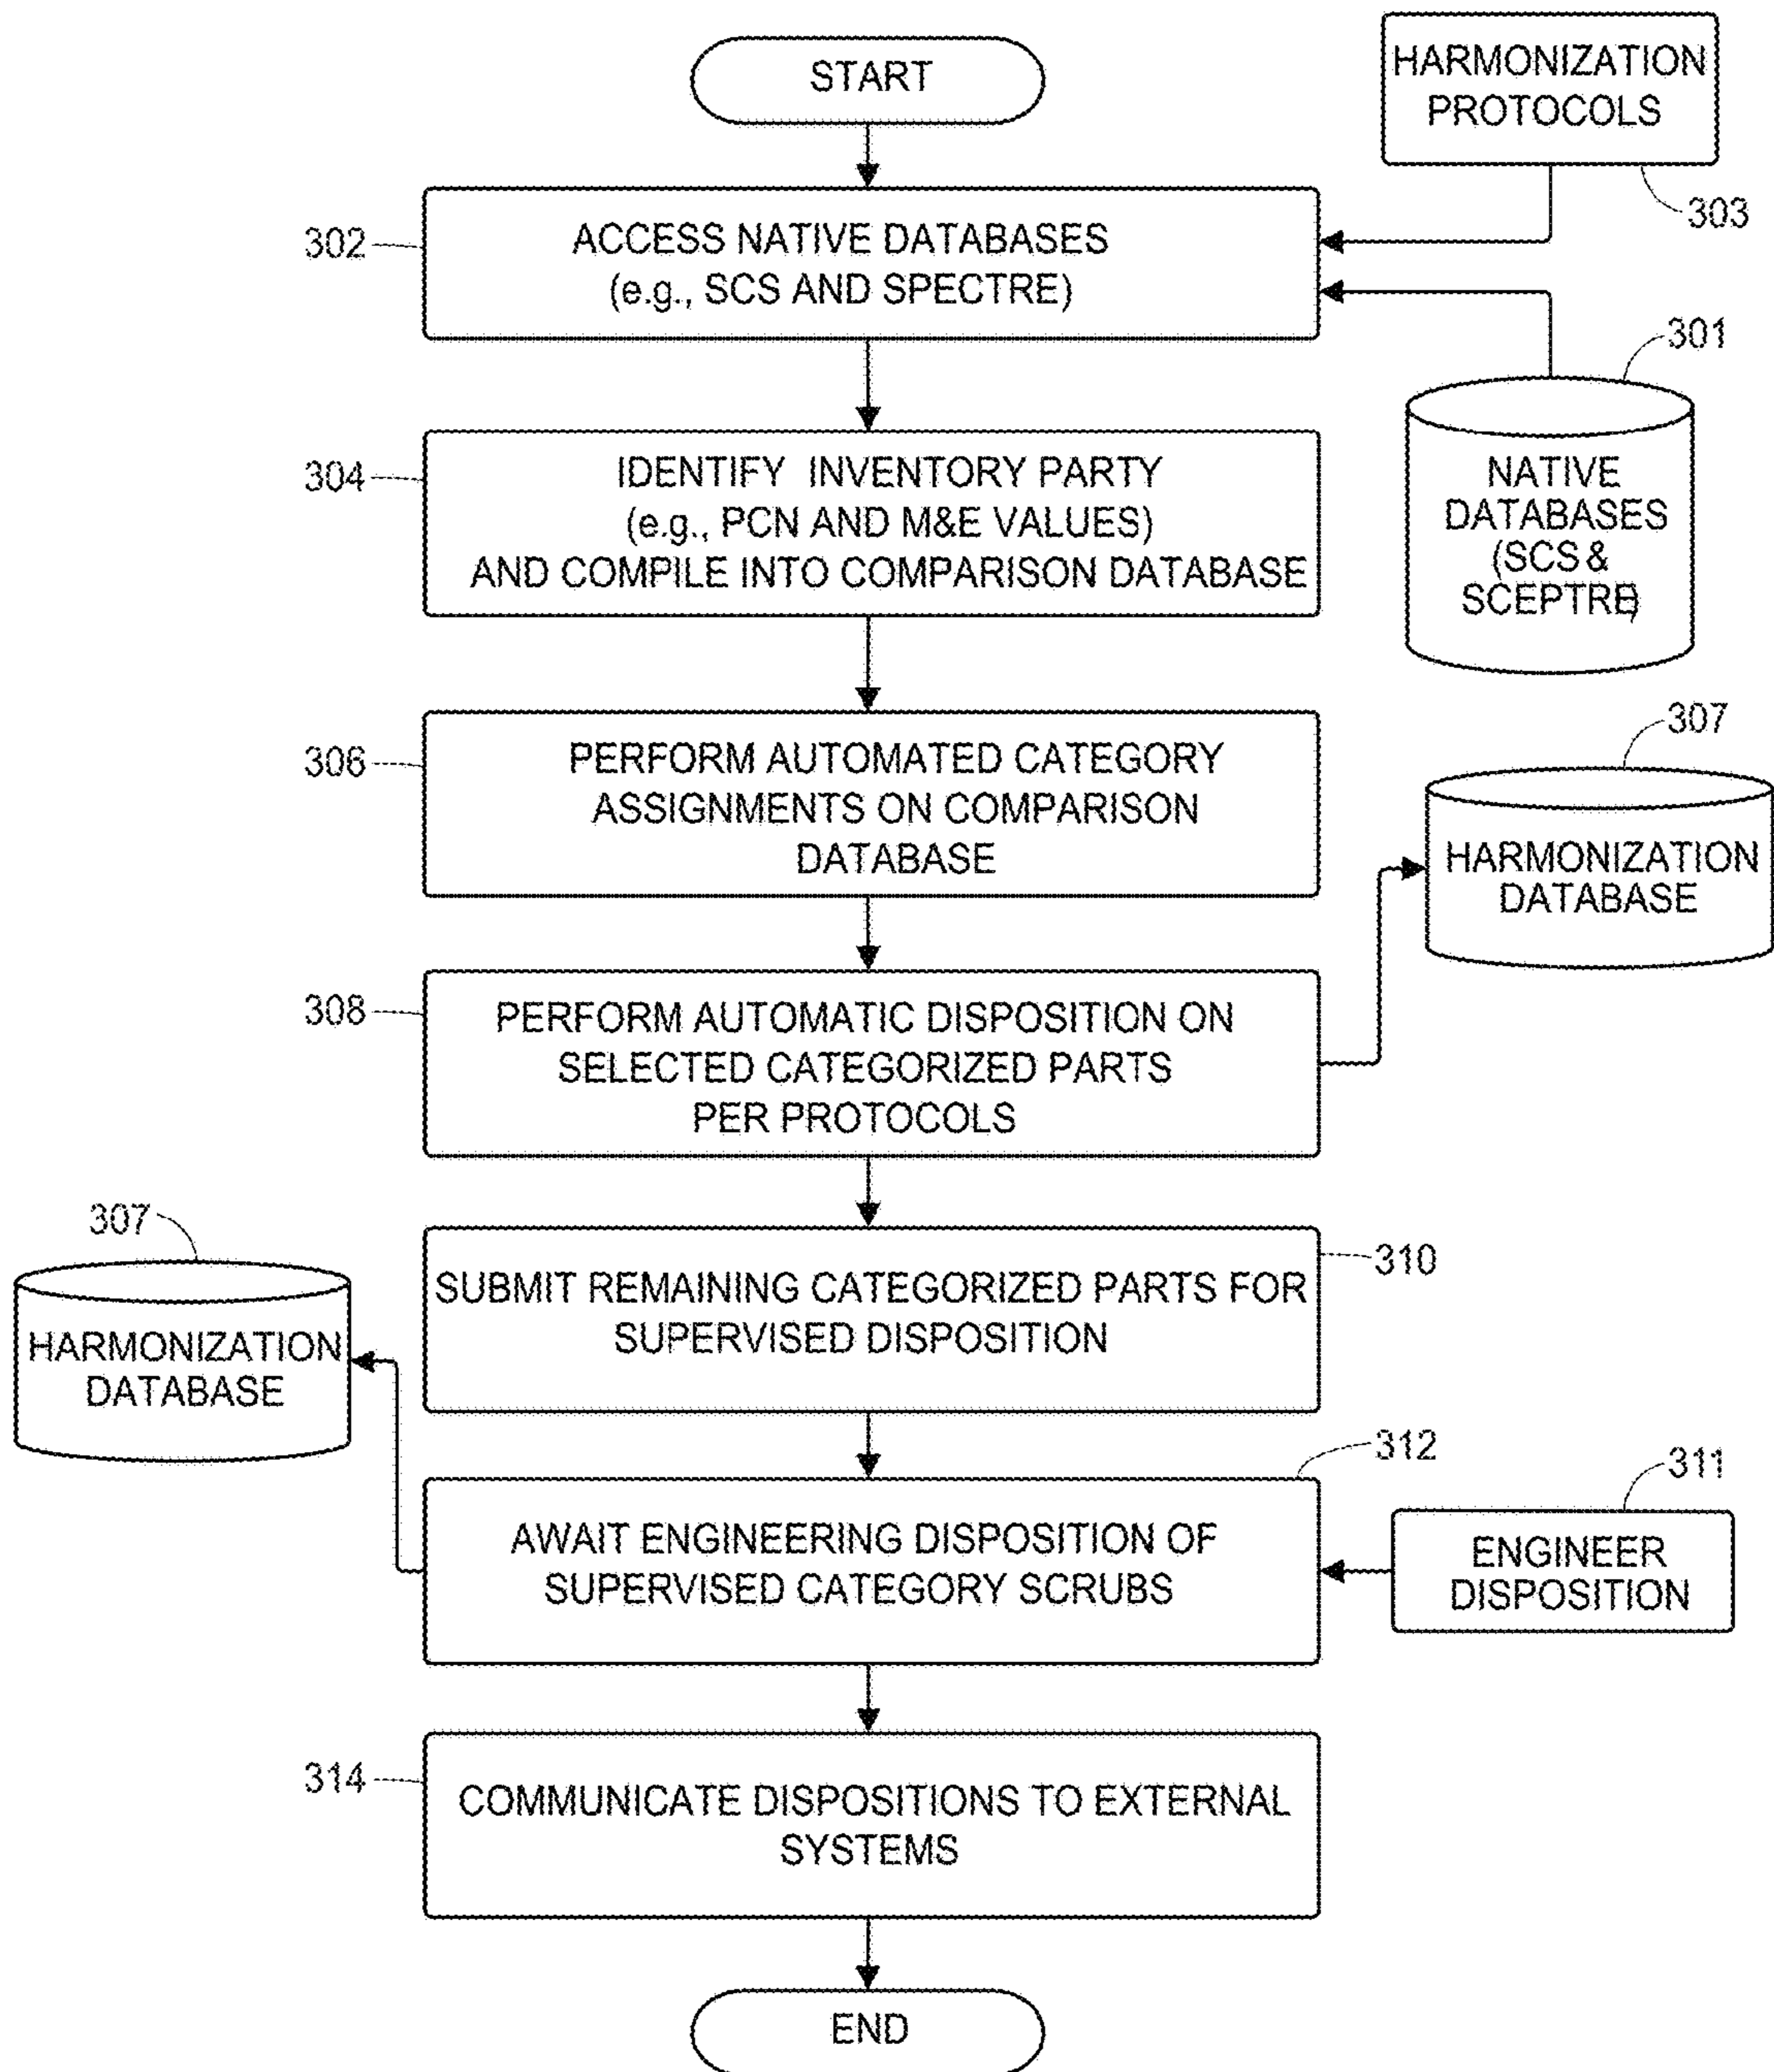 START
HARMONIZATION
PROTOCOLS
303
302
ACCESS NATIVE DATABASES
(e.g., SCS AND SPECTRE)
301
NATIVE
DATABASES
(SCS &
SCEPTRE)
304
IDENTIFY INVENTORY PARTY
(e.g., PCN AND M&E VALUES)
AND COMPILE INTO COMPARISON DATABASE
306
PERFORM AUTOMATED CATEGORY
ASSIGNMENTS ON COMPARISON
DATABASE
307
HARMONIZATION
DATABASE
308
PERFORM AUTOMATIC DISPOSITION ON
SELECTED CATEGORIZED PARTS
PER PROTOCOLS
310
SUBMIT REMAINING CATEGORIZED PARTS FOR
SUPERVISED DISPOSITION
307
HARMONIZATION
DATABASE
312
AWAIT ENGINEERING DISPOSITION OF
SUPERVISED CATEGORY SCRUBS
311
ENGINEER
DISPOSITION
314
COMMUNICATE DISPOSITIONS TO EXTERNAL
SYSTEMS
END